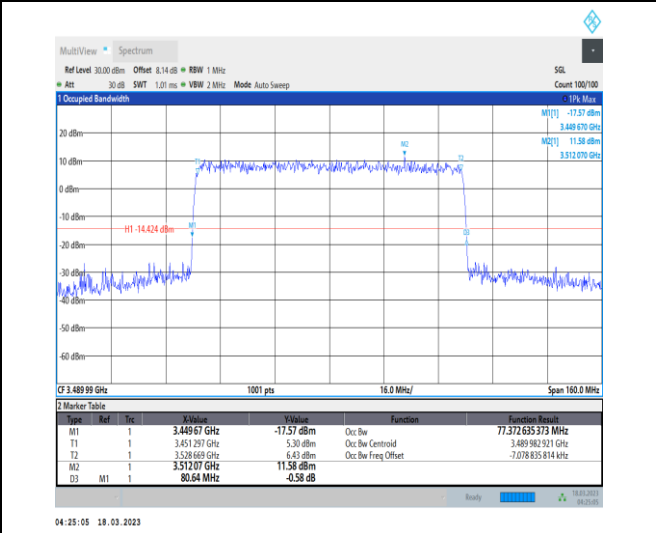 MultiView Spectrum
Ref Level 30.00 dBm Offset 8.14 dB RBW 1 MHz SGL
Att 30 dB SWT 1.01 ms VBW 2 MHz Mode Auto Sweep Count 100/100
1 Occupied Bandwidth 1Pk Max
M1[1] -17.57 dBm
3.449 670 GHz
M2[1] 11.58 dBm
3.512 070 GHz
20 dBm
M2
T1 T2
10 dBm
0 dBm
-10 dBm
H1 -14.424 dBm M1 D3
-20 dBm
-30 dBm
-40 dBm
-50 dBm
-60 dBm
CF 3.489 99 GHz 1001 pts 16.0 MHz/ Span 160.0 MHz
2 Marker Table
Type Ref Trc X-Value Y-Value Function Function Result
M1 1 3.449 67 GHz -17.57 dBm Occ Bw 77.372 635 373 MHz
T1 1 3.451 297 GHz 5.30 dBm Occ Bw Centroid 3.489 982 921 GHz
T2 1 3.528 669 GHz 6.43 dBm Occ Bw Freq Offset -7.078 835 814 kHz
M2 1 3.512 07 GHz 11.58 dBm
D3 M1 1 80.64 MHz -0.58 dB
Ready 18.03.2023
04:25:05
04:25:05 18.03.2023